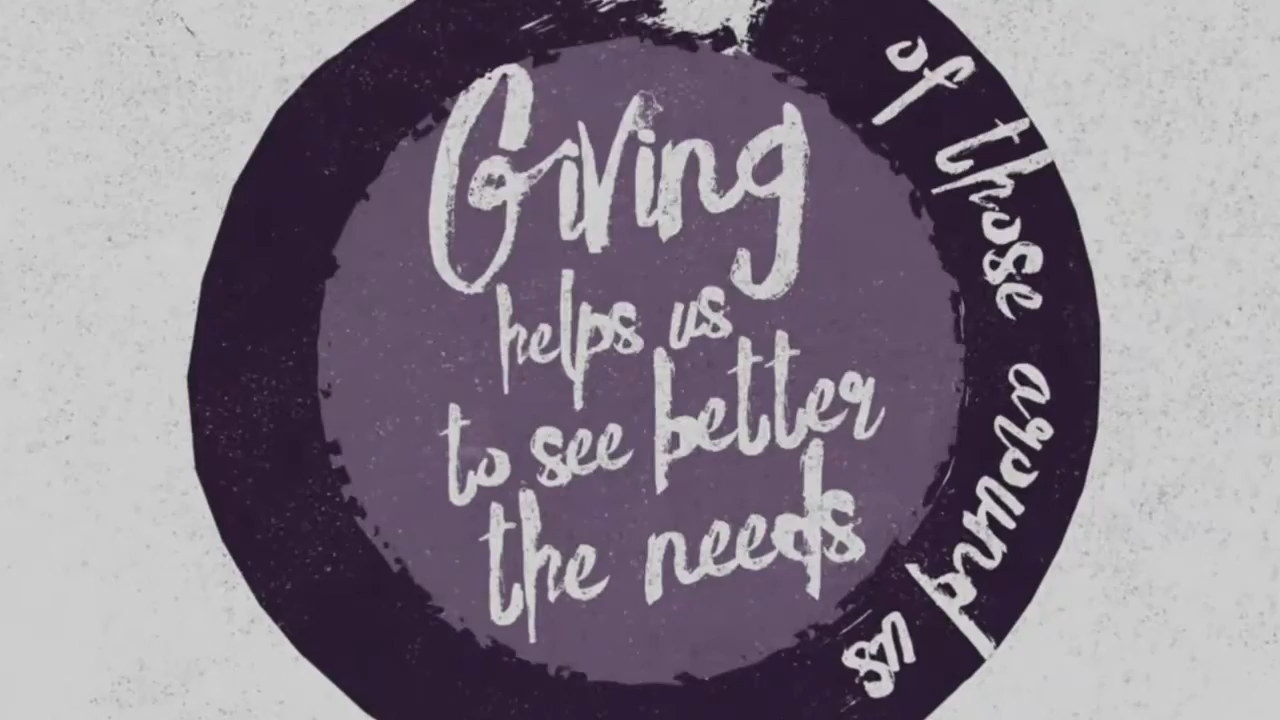 Giving
helps us
to see better
the needs
of those around us